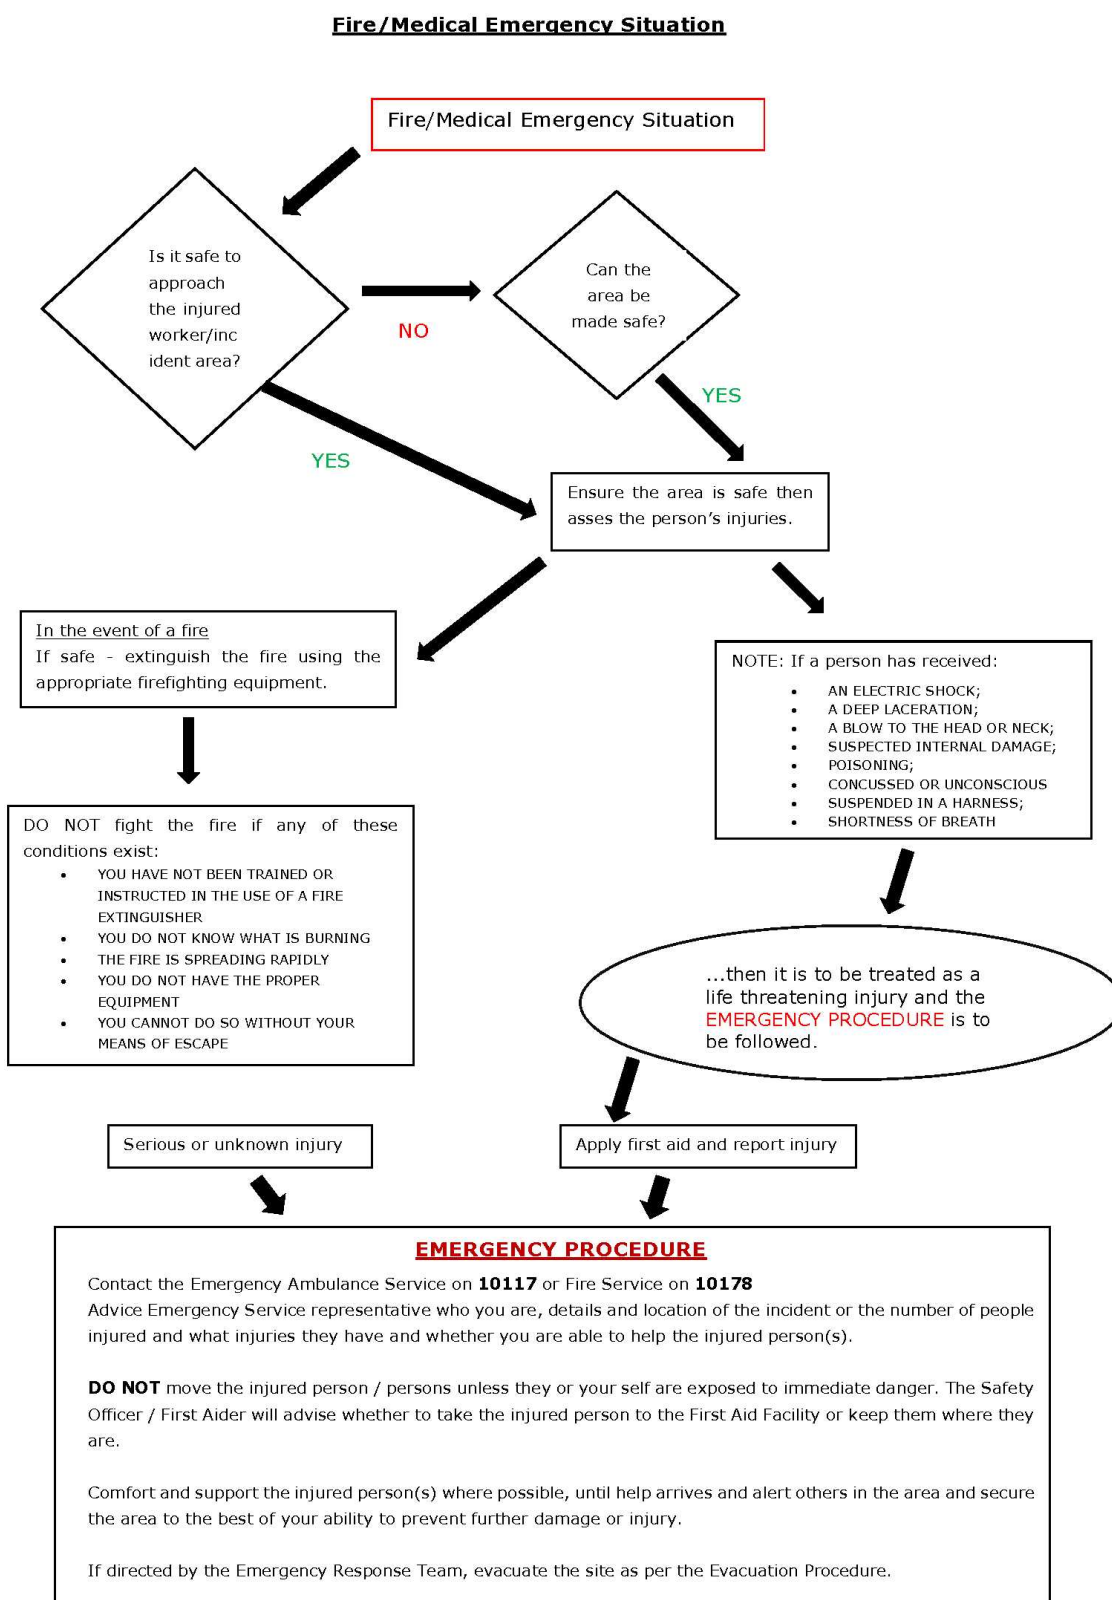 Fire/Medical Emergency Situation
Fire/Medical Emergency Situation
Is it safe to
approach
the injured
worker/inc
ident area?
NO
Can the
area be
made safe?
YES
YES
Ensure the area is safe then
asses the person's injuries.
In the event of a fire
If safe - extinguish the fire using the
appropriate firefighting equipment.
NOTE: If a person has received:
• AN ELECTRIC SHOCK;
• A DEEP LACERATION;
• A BLOW TO THE HEAD OR NECK;
• SUSPECTED INTERNAL DAMAGE;
• POISONING;
• CONCUSSED OR UNCONSCIOUS
• SUSPENDED IN A HARNESS;
• SHORTNESS OF BREATH
DO NOT fight the fire if any of these
conditions exist:
• YOU HAVE NOT BEEN TRAINED OR
INSTRUCTED IN THE USE OF A FIRE
EXTINGUISHER
• YOU DO NOT KNOW WHAT IS BURNING
• THE FIRE IS SPREADING RAPIDLY
• YOU DO NOT HAVE THE PROPER
EQUIPMENT
• YOU CANNOT DO SO WITHOUT YOUR
MEANS OF ESCAPE
...then it is to be treated as a
life threatening injury and the
EMERGENCY PROCEDURE is to
be followed.
Serious or unknown injury
Apply first aid and report injury
EMERGENCY PROCEDURE
Contact the Emergency Ambulance Service on 10117 or Fire Service on 10178
Advice Emergency Service representative who you are, details and location of the incident or the number of people
injured and what injuries they have and whether you are able to help the injured person(s).
DO NOT move the injured person / persons unless they or your self are exposed to immediate danger. The Safety
Officer / First Aider will advise whether to take the injured person to the First Aid Facility or keep them where they
are.
Comfort and support the injured person(s) where possible, until help arrives and alert others in the area and secure
the area to the best of your ability to prevent further damage or injury.
If directed by the Emergency Response Team, evacuate the site as per the Evacuation Procedure.